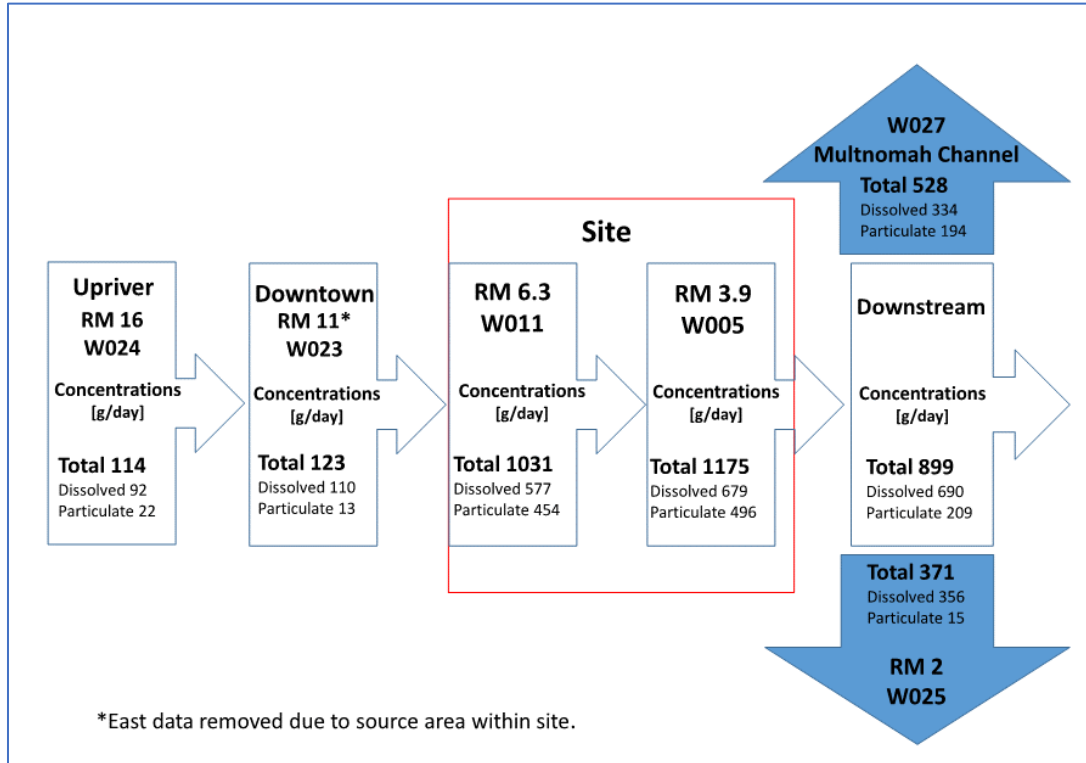 Upriver
RM 16
W024
Concentrations
[g/day]
Total 114
Dissolved 92
Particulate 22
Downtown
RM 11*
W023
Concentrations
[g/day]
Total 123
Dissolved 110
Particulate 13
Site
RM 6.3
W011
Concentrations
[g/day]
Total 1031
Dissolved 577
Particulate 454
RM 3.9
W005
Concentrations
[g/day]
Total 1175
Dissolved 679
Particulate 496
W027
Multnomah Channel
Total 528
Dissolved 334
Particulate 194
Downstream
Concentrations
[g/day]
Total 899
Dissolved 690
Particulate 209
Total 371
Dissolved 356
Particulate 15
RM 2
W025
*East data removed due to source area within site.